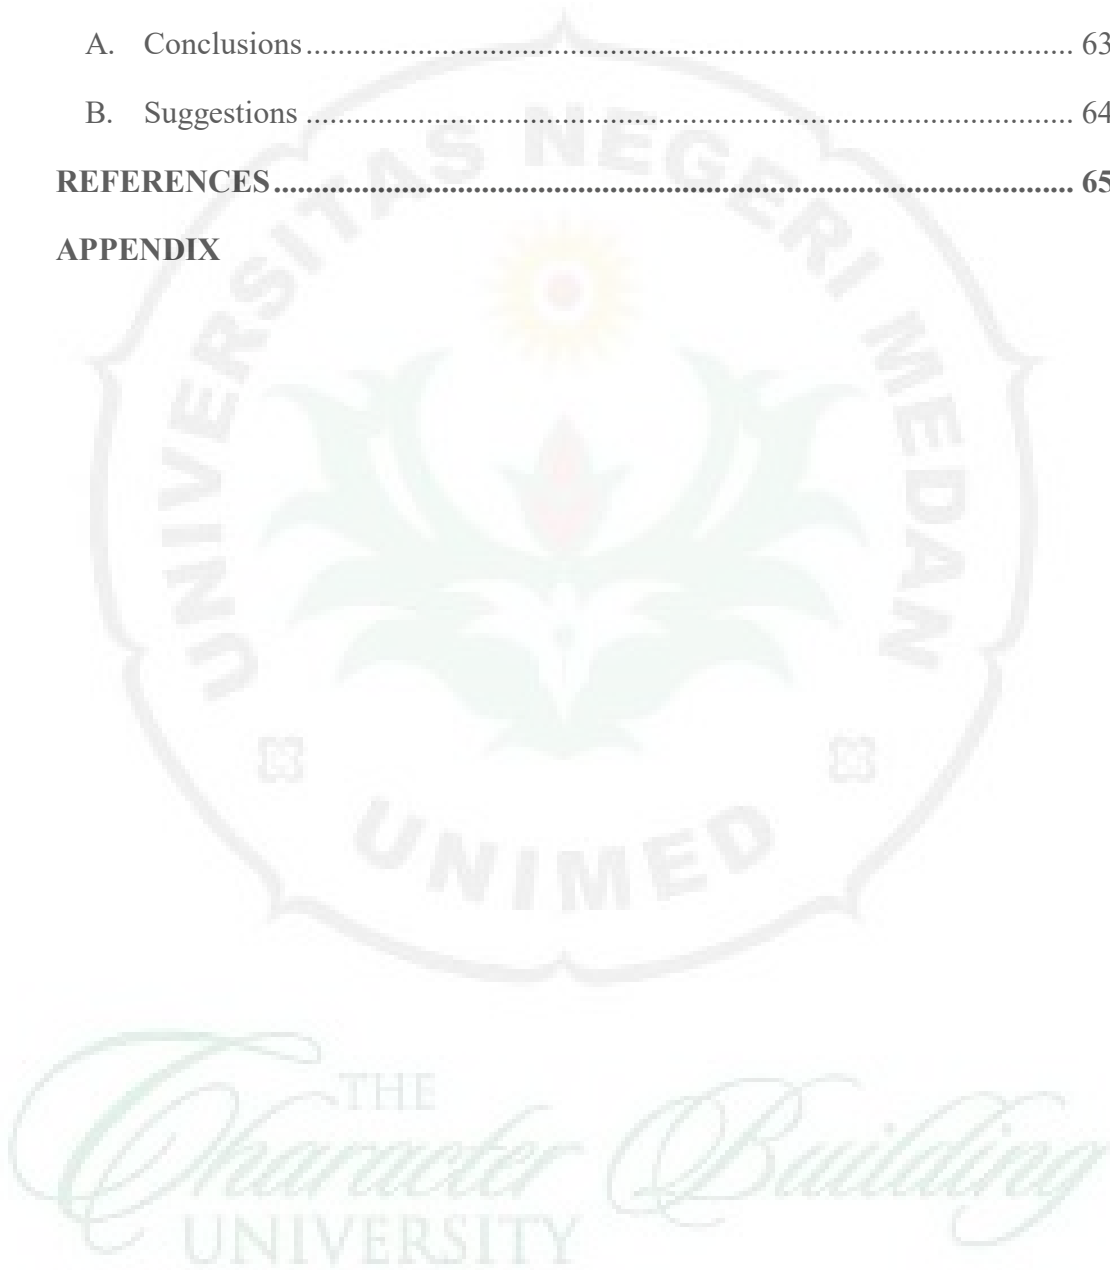 A. Conclusions ........................................................................................................ 63
B. Suggestions ........................................................................................................ 64
REFERENCES ........................................................................................................ 65
APPENDIX
UNIVERSITAS NEGERI MEDAN
UNIMED
THE
Character Building
UNIVERSITY